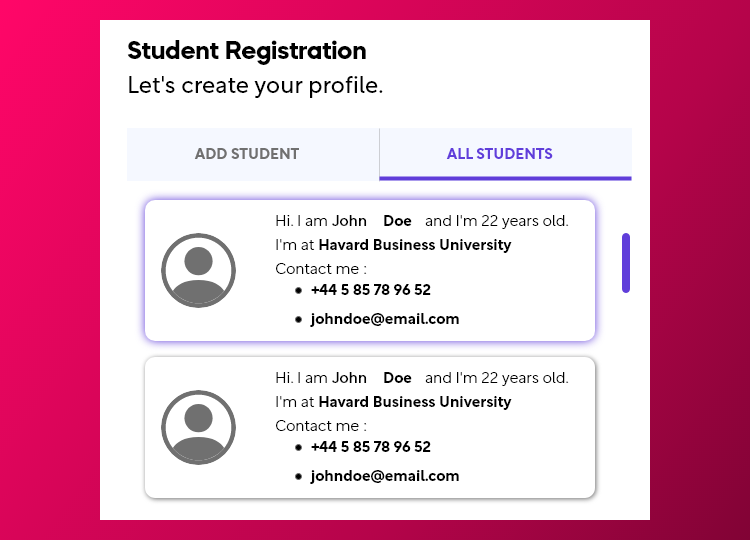 Student Registration
Let's create your profile.
ADD STUDENT
ALL STUDENTS
Hi. I am John Doe and I'm 22 years old.
I'm at Havard Business University
Contact me :
+44 5 85 78 96 52
johndoe@email.com
Hi. I am John Doe and I'm 22 years old.
I'm at Havard Business University
Contact me :
+44 5 85 78 96 52
johndoe@email.com